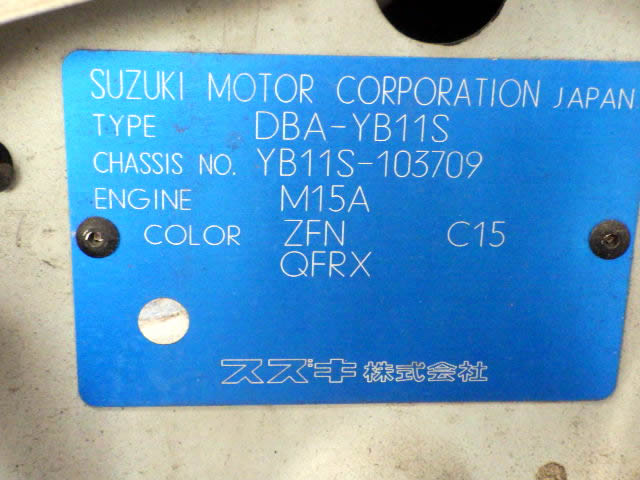 SUZUKI MOTOR CORPORATION JAPAN
TYPE DBA-YB11S
CHASSIS NO. YB11S-103709
ENGINE M15A
COLOR ZFN C15
QFRX
スズキ株式会社